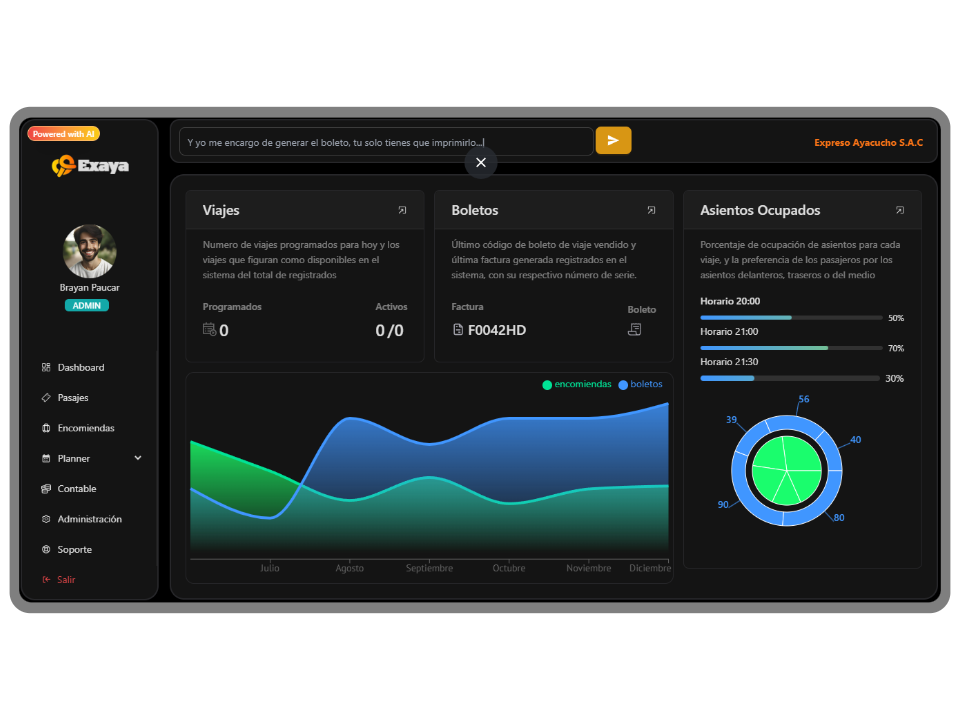 Powered with AI
Exaya
Brayan Paucar
ADMIN
Dashboard
Pasajes
Encomiendas
Planner
Contable
Administración
Soporte
Salir
Y yo me encargo de generar el boleto, tu solo tienes que imprimirlo...|
Expreso Ayacucho S.A.C
Viajes
Numero de viajes programados para hoy y los
viajes que figuran como disponibles en el
sistema del total de registrados
Programados
Activos
0
0 /0
Boletos
Último código de boleto de viaje vendido y
última factura generada registrados en el
sistema, con su respectivo número de serie.
Factura
Boleto
F0042HD
encomiendas
boletos
Julio
Agosto
Septiembre
Octubre
Noviembre
Diciembre
Asientos Ocupados
Porcentaje de ocupación de asientos para cada
viaje, y la preferencia de los pasajeros por los
asientos delanteros, traseros o del medio
Horario 20:00
50%
Horario 21:00
70%
Horario 21:30
30%
56
39
40
90
80